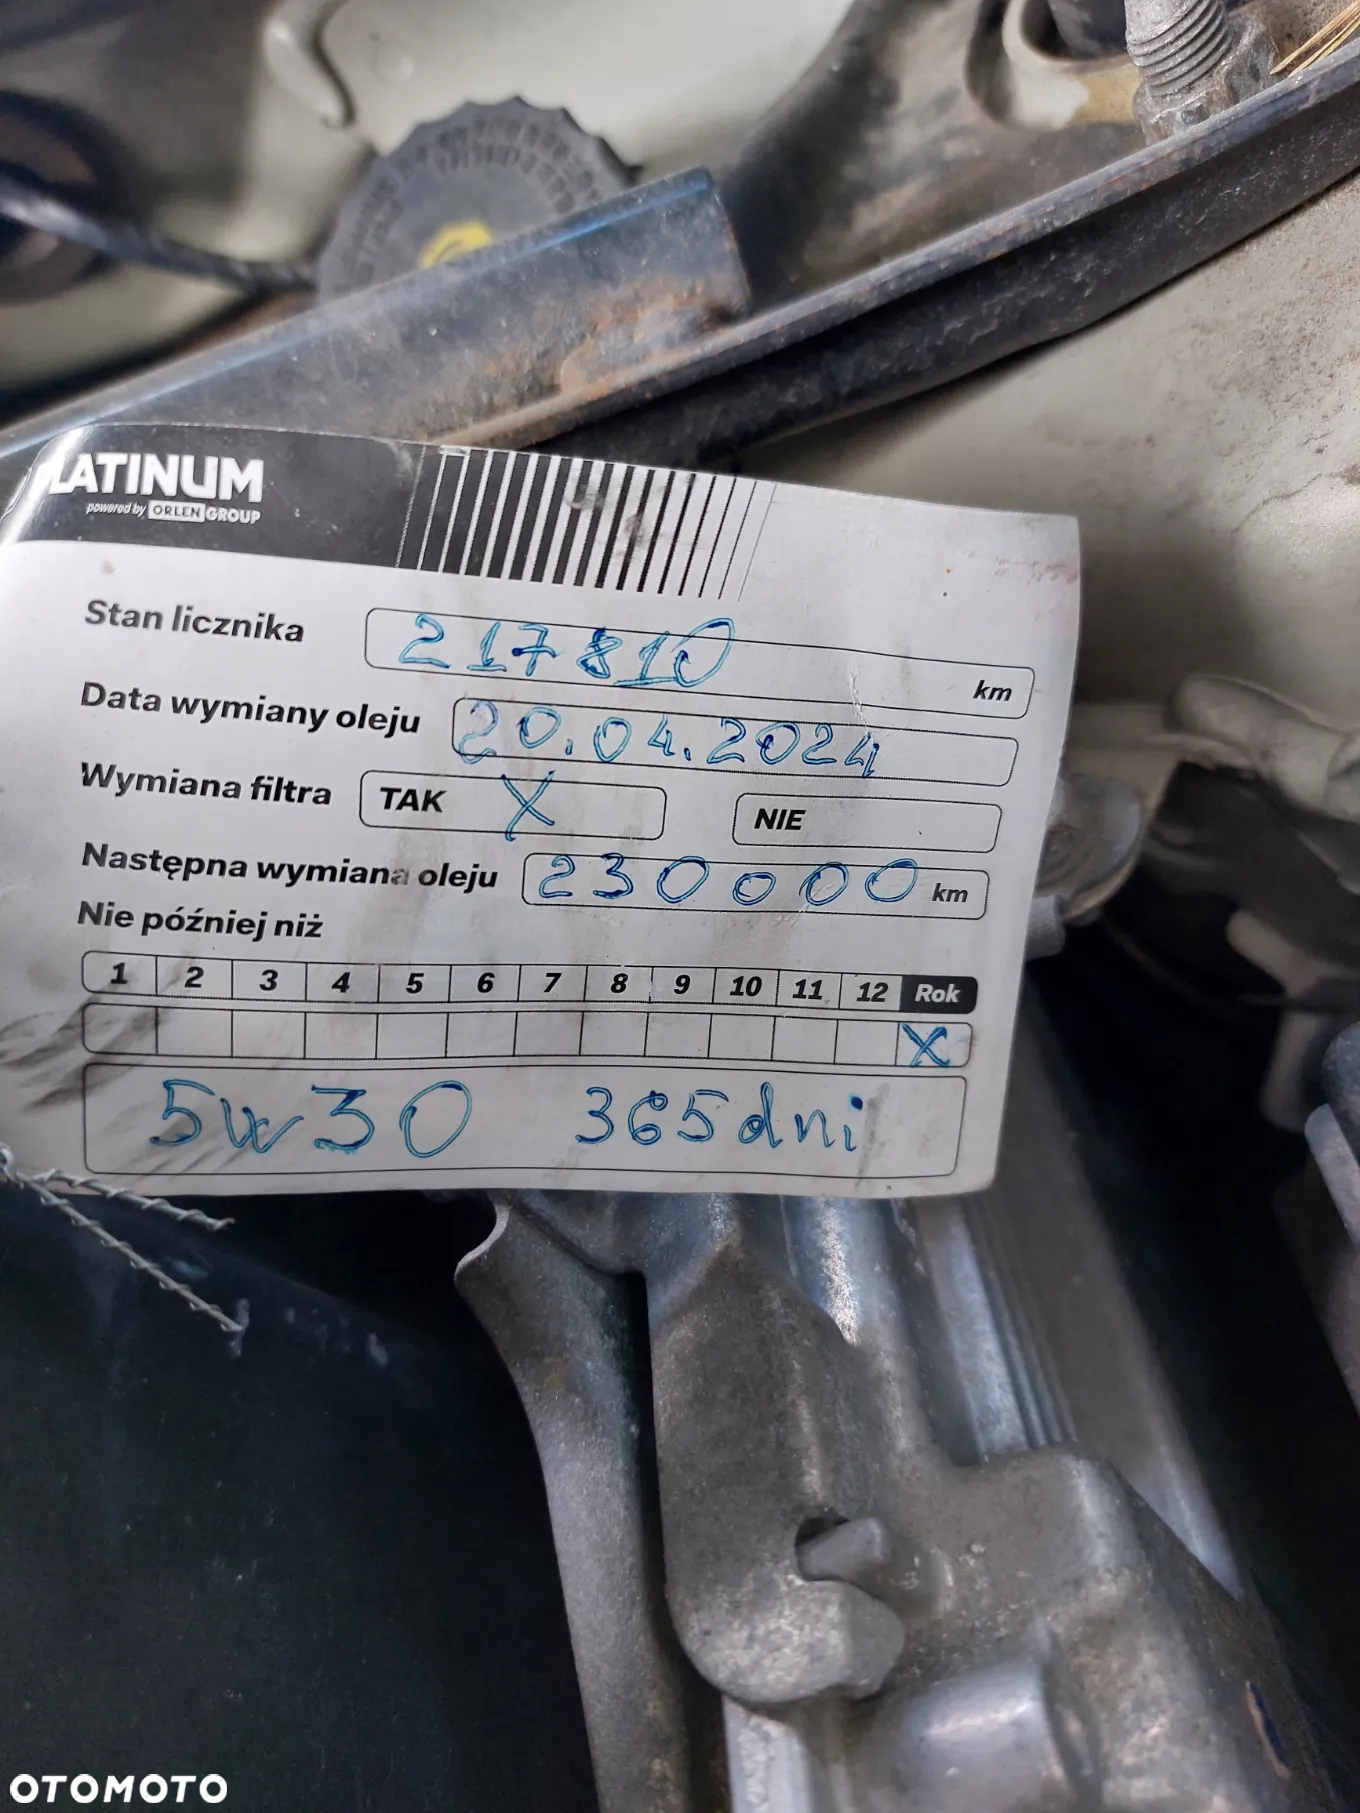 LATINUM
powered by ORLEN GROUP
Stan licznika 217810 km
Data wymiany oleju 20.04.2024
Wymiana filtra TAK X NIE
Następna wymiana oleju 230000 km
Nie później niż
1 2 3 4 5 6 7 8 9 10 11 12 Rok
X
5w30 365dni
OTOMOTO